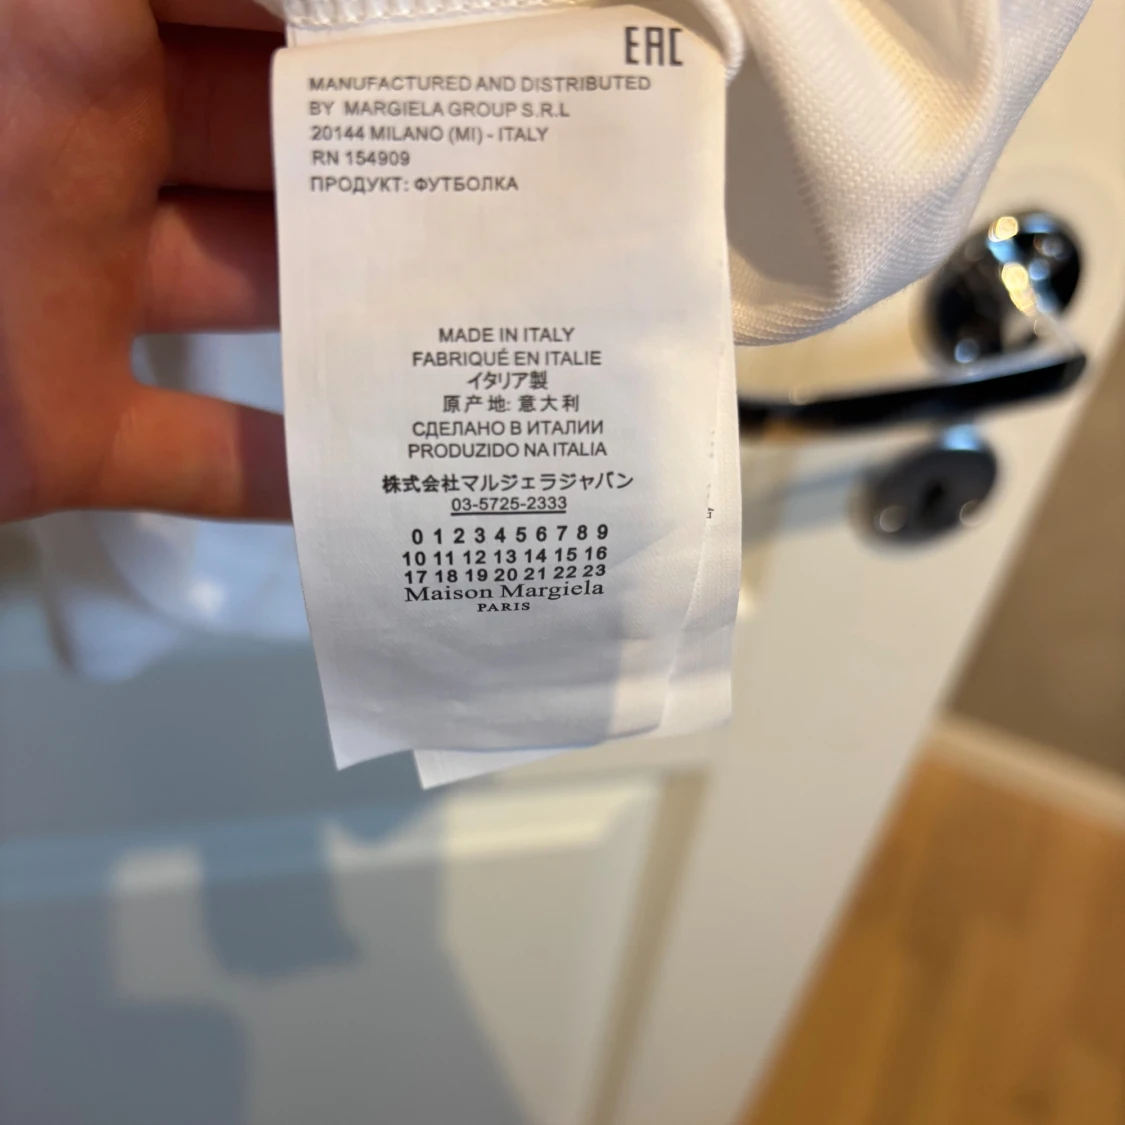 EAC
MANUFACTURED AND DISTRIBUTED
BY MARGIELA GROUP S.R.L
20144 MILANO (MI) - ITALY
RN 154909
ПРОДУКТ: ФУТБОЛКА
MADE IN ITALY
FABRIQUÉ EN ITALIE
イタリア製
原产地: 意大利
СДЕЛАНО В ИТАЛИИ
PRODUZIDO NA ITALIA
株式会社マルジェラジャパン
03-5725-2333
0 1 2 3 4 5 6 7 8 9
10 11 12 13 14 15 16
17 18 19 20 21 22 23
Maison Margiela
PARIS